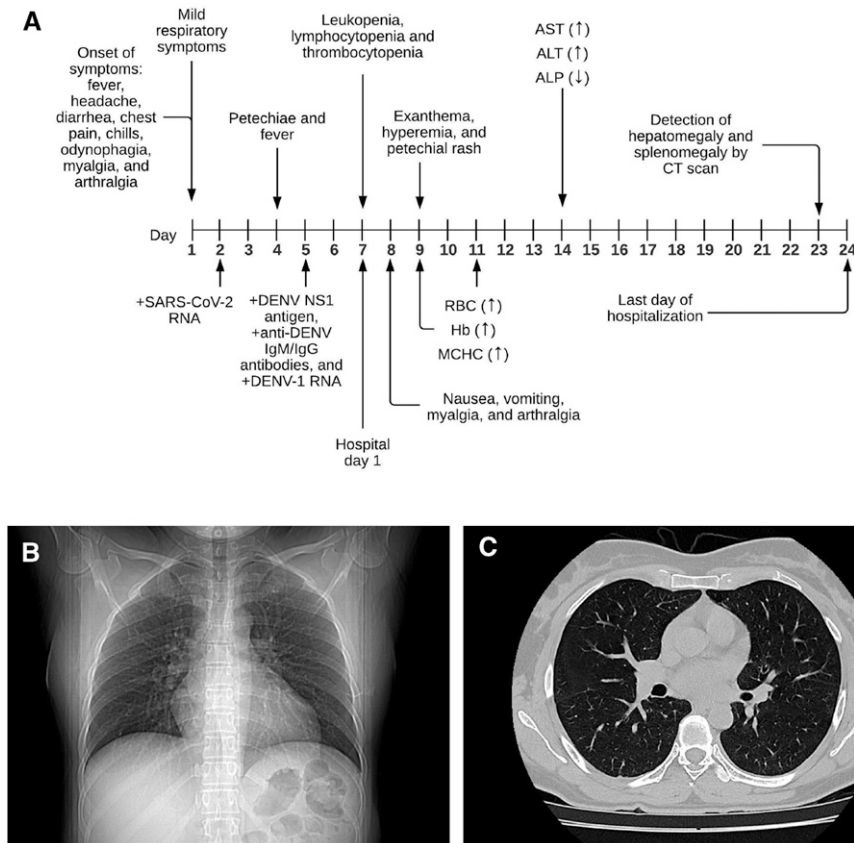 A
Mild
respiratory
symptoms
Onset of
symptoms:
fever,
headache,
diarrhea, chest
pain, chills,
odynophagia,
myalgia, and
arthralgia
Petechiae and
fever
Leukopenia,
lymphocytopenia and
thrombocytopenia
Exanthema,
hyperemia, and
petechial rash
AST (↑)
ALT (↑)
ALP (↓)
Detection of
hepatomegaly and
splenomegaly by
CT scan
Day
1 2 3 4 5 6 7 8 9 10 11 12 13 14 15 16 17 18 19 20 21 22 23 24
+SARS-CoV-2
RNA
+DENV NS1
antigen,
+anti-DENV
IgM/IgG
antibodies, and
+DENV-1 RNA
Hospital
day 1
RBC (↑)
Hb (↑)
MCHC (↑)
Nausea, vomiting,
myalgia, and arthralgia
Last day of
hospitalization
B
C